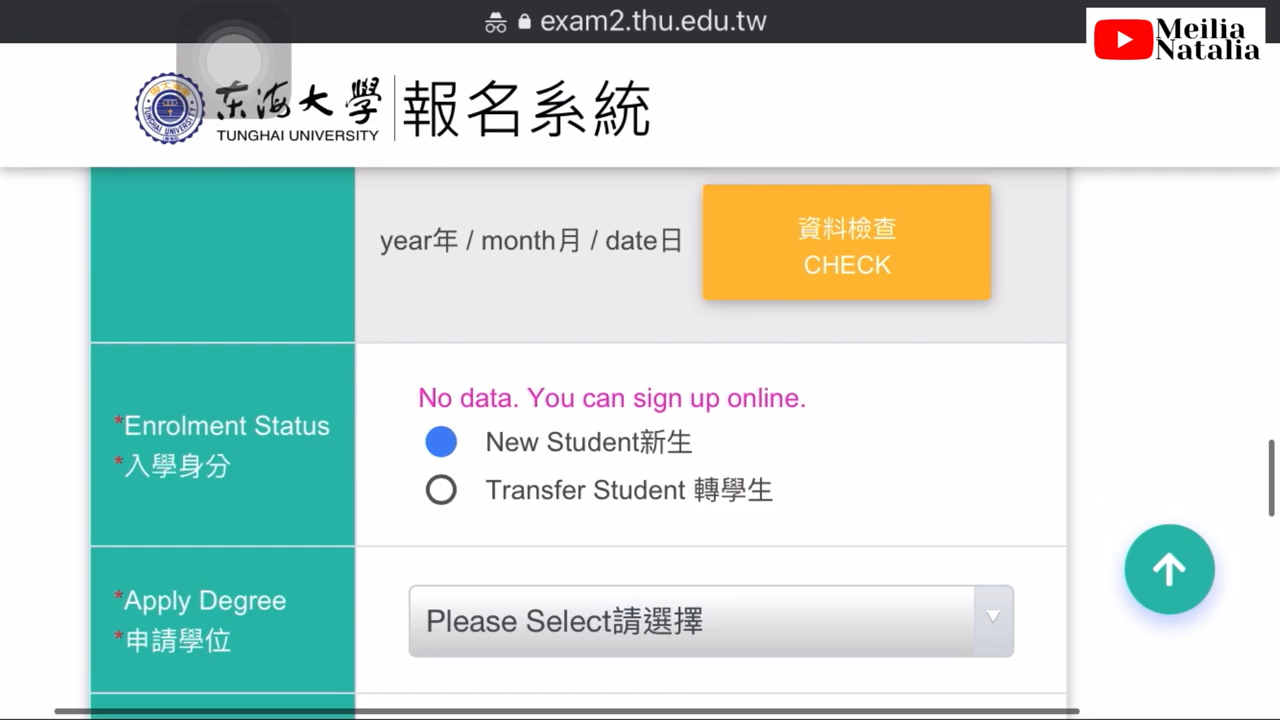 exam2.thu.edu.tw
Meilia
Natalia
东海大學
TUNGHAI UNIVERSITY
報名系統
year年 / month月 / date日
資料檢查
CHECK
*Enrolment Status
*入學身分
No data. You can sign up online.
New Student新生
Transfer Student 轉學生
*Apply Degree
*申請學位
Please Select請選擇